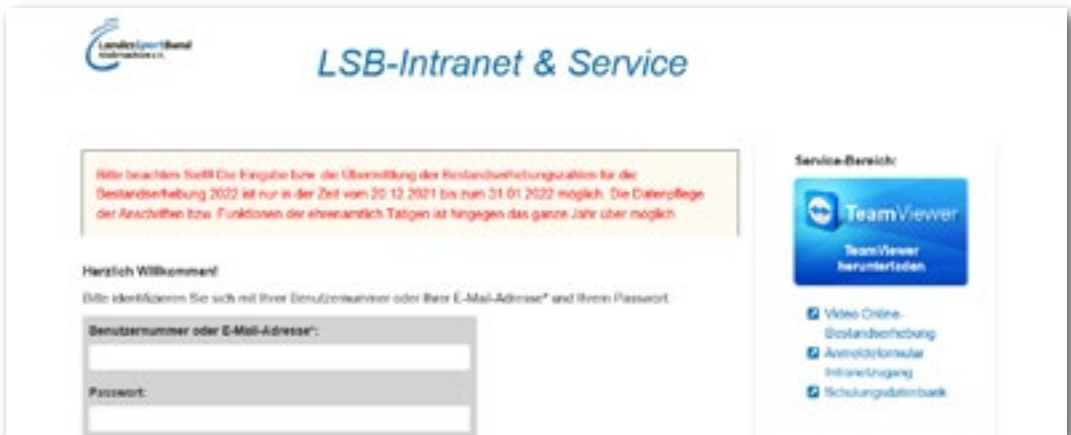 LandesSportBund
Niedersachsen e.V.
LSB-Intranet & Service
Bitte beachten Sie!!! Die Eingabe bzw. die Übermittlung der Bestandserhebungszahlen für die
Bestandserhebung 2022 ist nur in der Zeit vom 20.12.2021 bis zum 31.01.2022 möglich. Die Datenpflege
der Anschriften bzw. Funktionen der ehrenamtlich Tätigen ist hingegen das ganze Jahr über möglich.
Herzlich Willkommen!
Bitte identifizieren Sie sich mit Ihrer Benutzernummer oder Ihrer E-Mail-Adresse* und Ihrem Passwort.
Benutzernummer oder E-Mail-Adresse*:
Passwort:
Service-Bereich:
TeamViewer
TeamViewer
herunterladen
Video Online-
Bestandserhebung
Anmeldeformular
Intranetzugang
Schulungsdatenbank